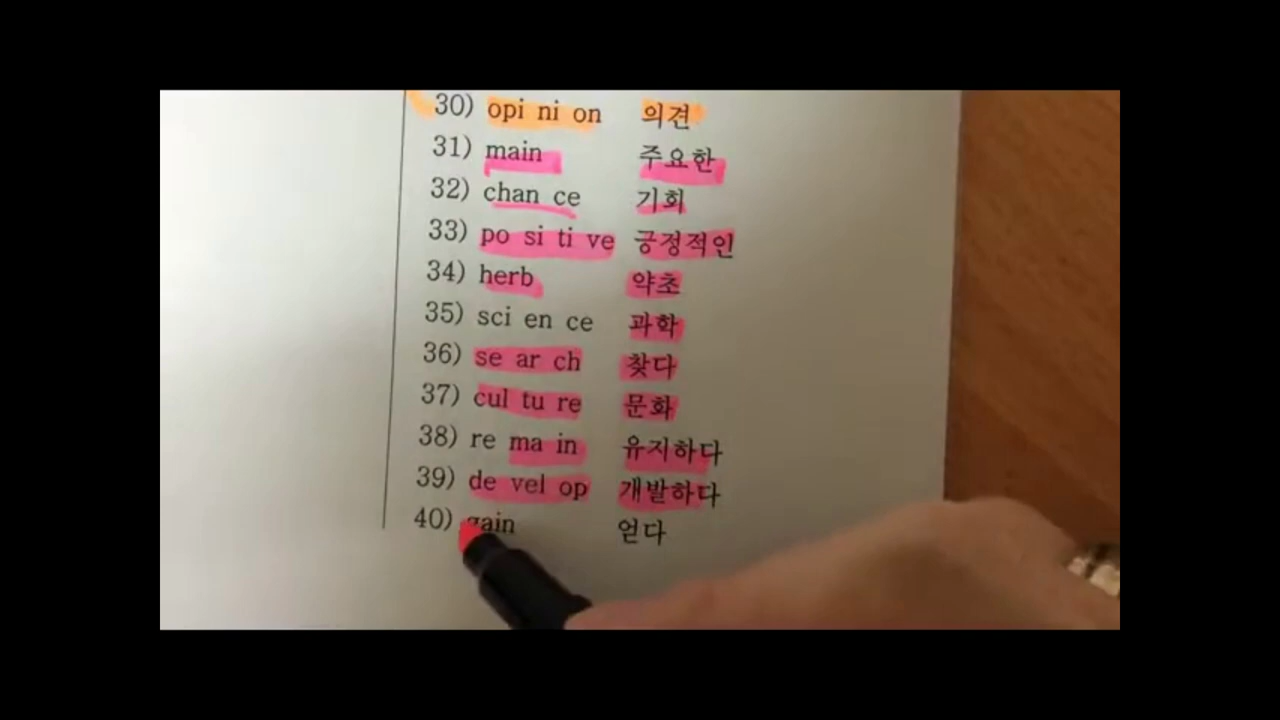 30) opi ni on 의견
31) main 주요한
32) chan ce 기회
33) po si ti ve 긍정적인
34) herb 약초
35) sci en ce 과학
36) se ar ch 찾다
37) cul tu re 문화
38) re ma in 유지하다
39) de vel op 개발하다
40) gain 얻다